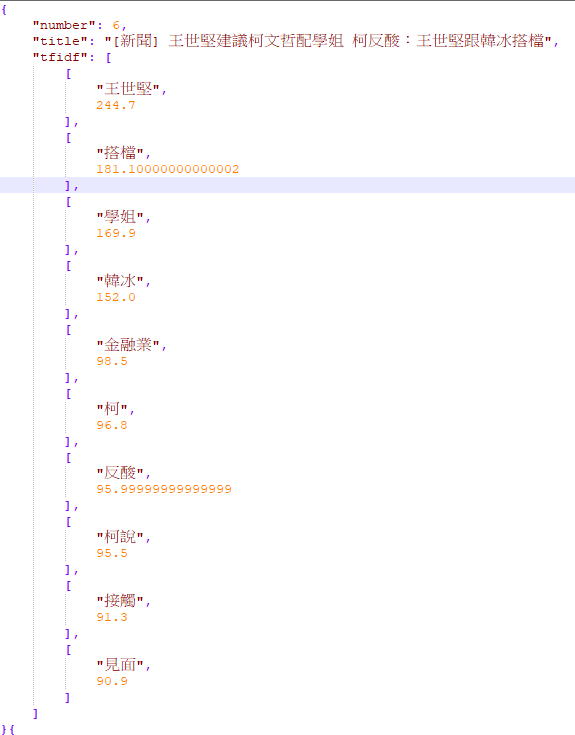 {
"number": 6,
"title": "[新聞] 王世堅建議柯文哲配學姐 柯反酸：王世堅跟韓冰搭檔",
"tfidf": [
[
"王世堅",
244.7
],
[
"搭檔",
181.10000000000002
],
[
"學姐",
169.9
],
[
"韓冰",
152.0
],
[
"金融業",
98.5
],
[
"柯",
96.8
],
[
"反酸",
95.99999999999999
],
[
"柯說",
95.5
],
[
"接觸",
91.3
],
[
"見面",
90.9
]
]
}{